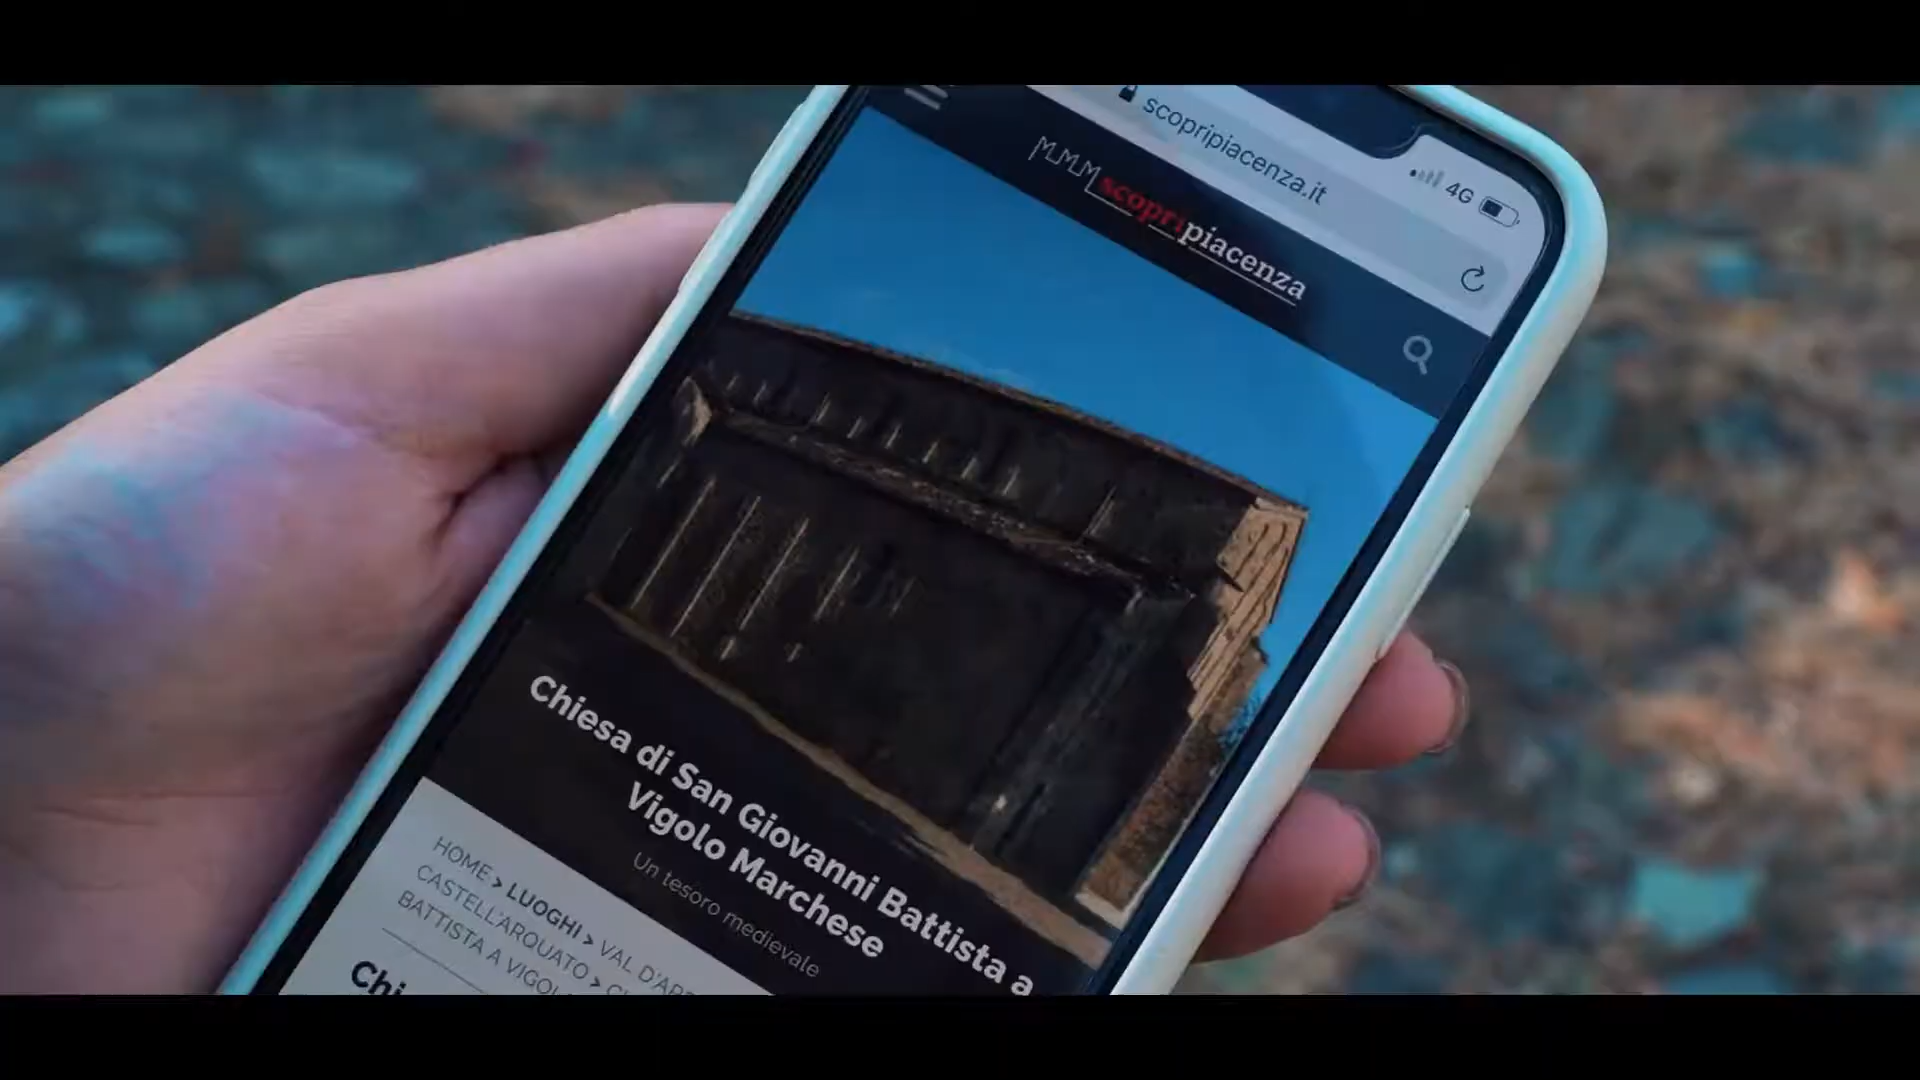 scopripiacenza.it
4G
scopripiacenza
Chiesa di San Giovanni Battista a
Vigolo Marchese
Un tesoro medievale
HOME > LUOGHI > VAL D'AR
CASTELL'ARQUATO >
BATTISTA A VIGOL
Chi